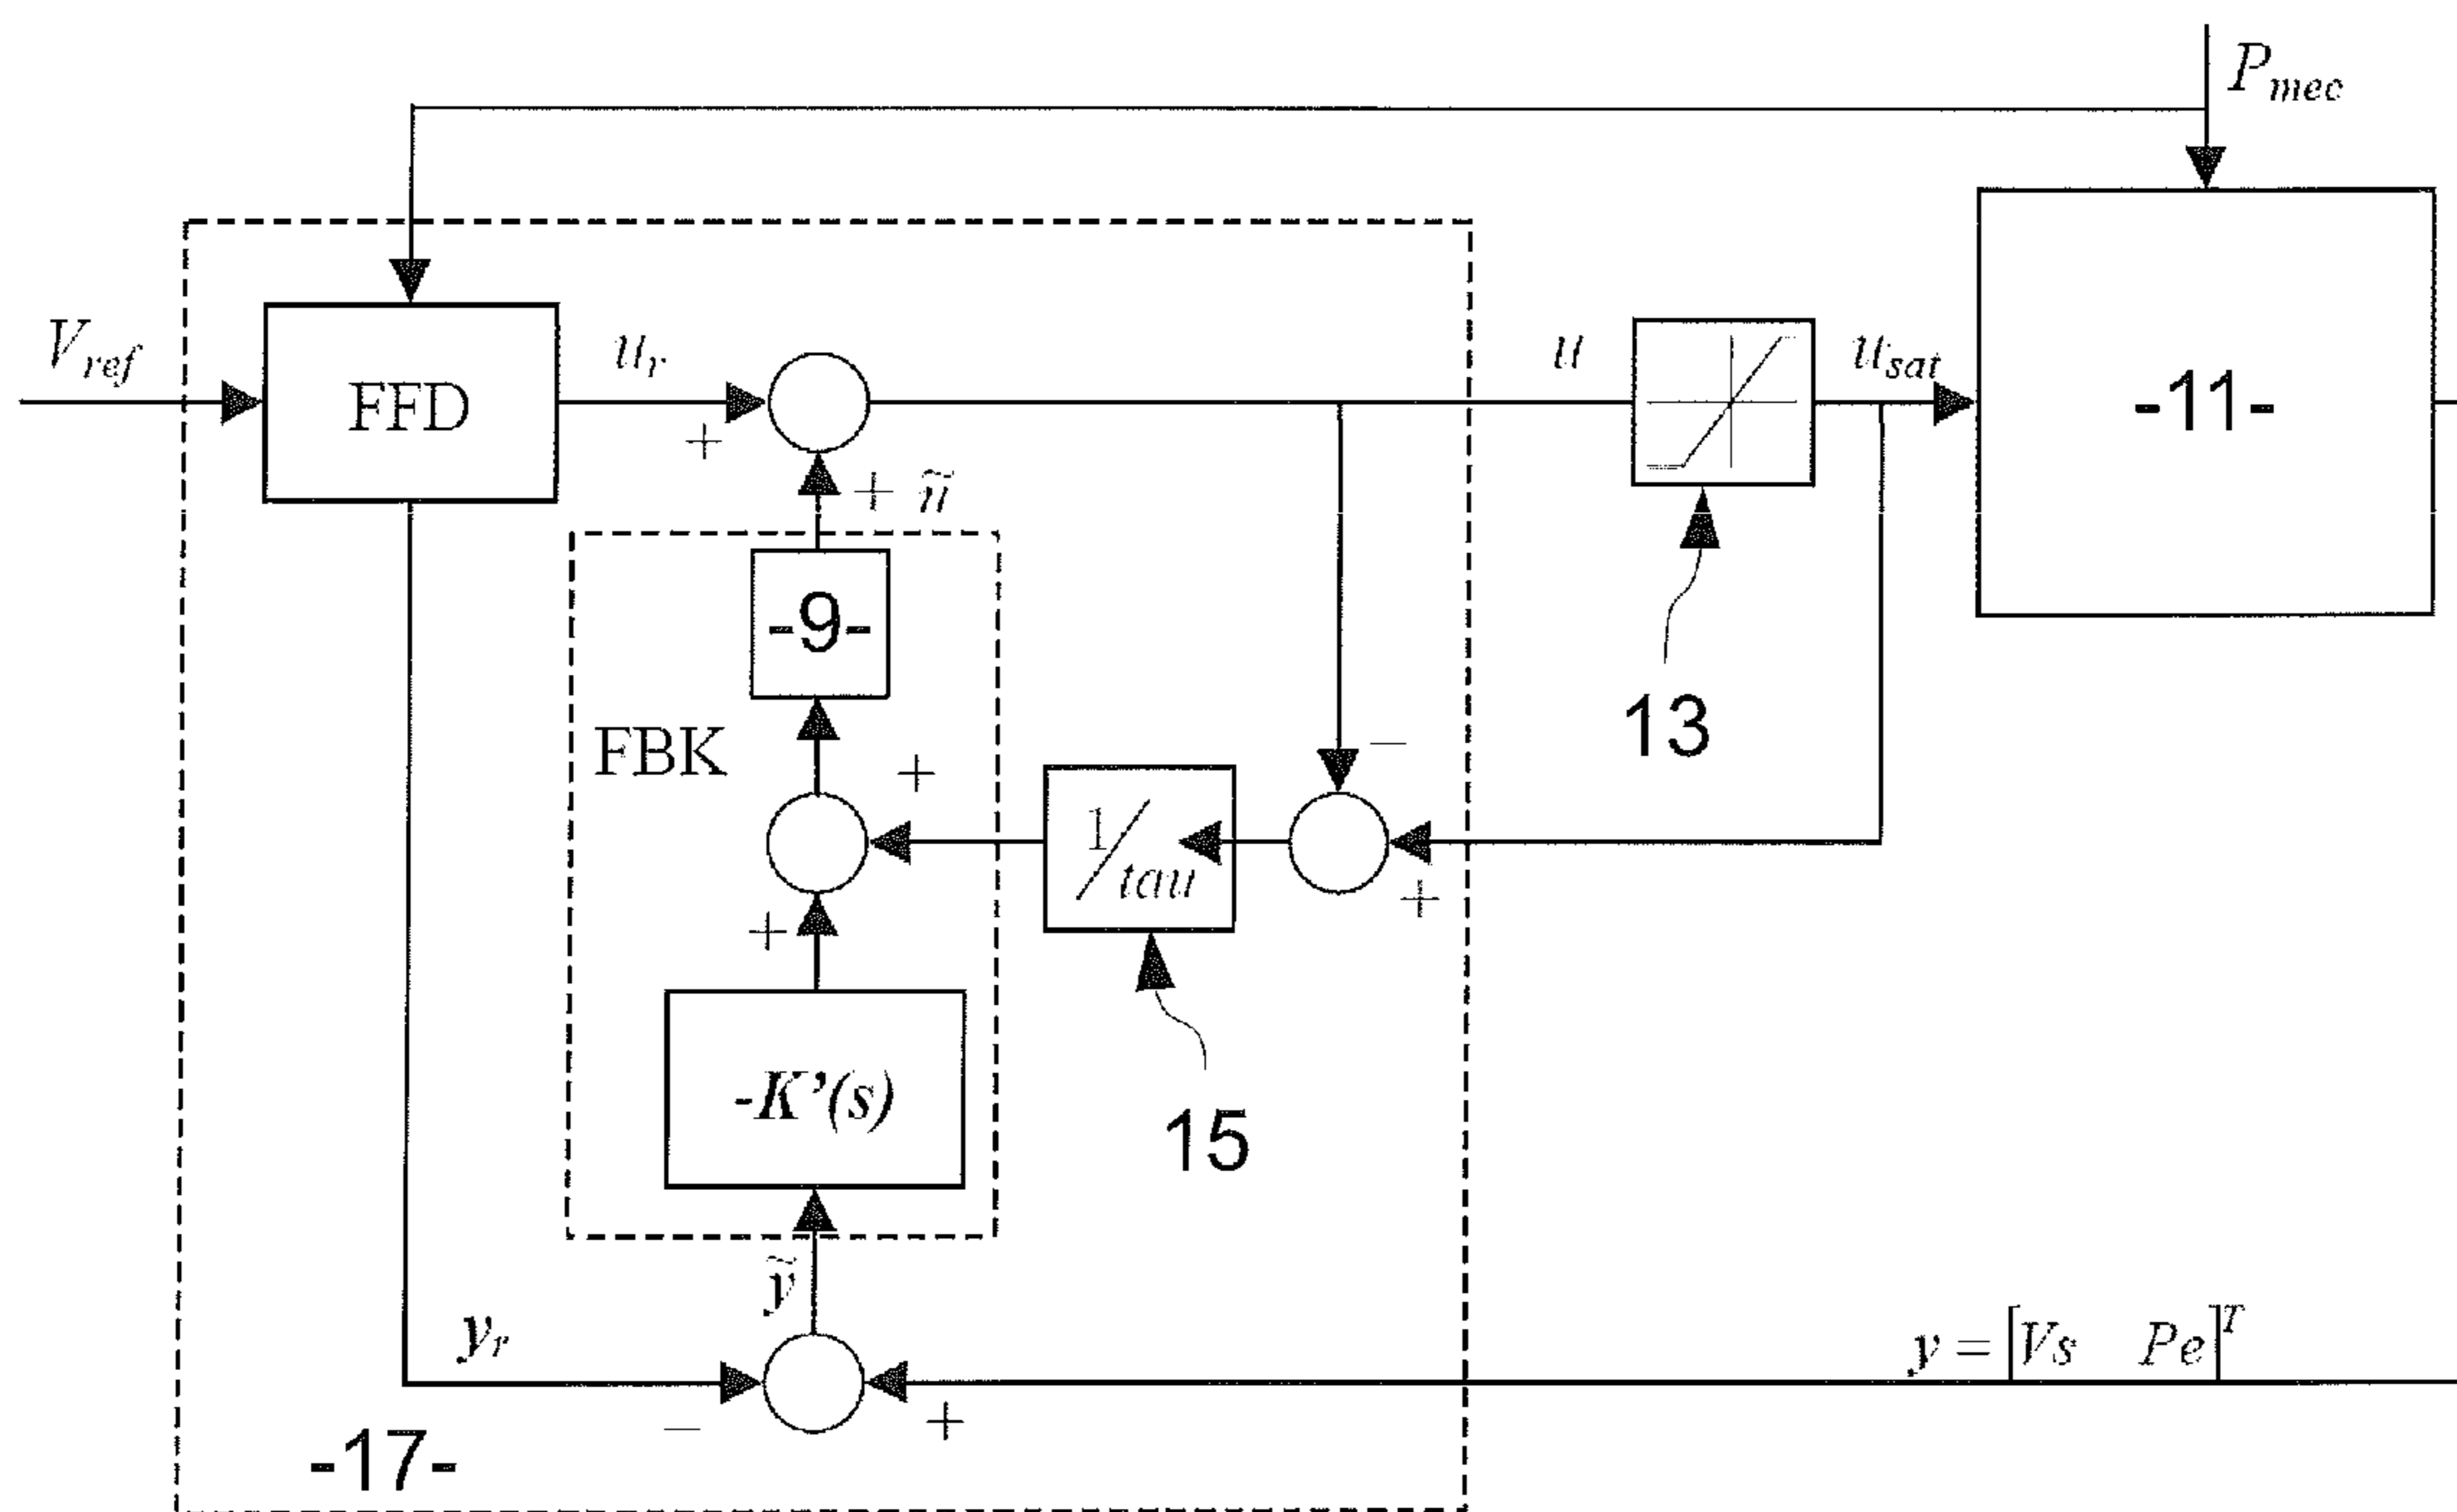 P_mec
V_ref
FFD
u_r
+
+ ũ
u
u_sat
-11-
-9-
13
FBK
+
−
1/tau
+
+
-K’(s)
15
ỹ
y_r
y = [Vs Pe]^T
−
+
-17-